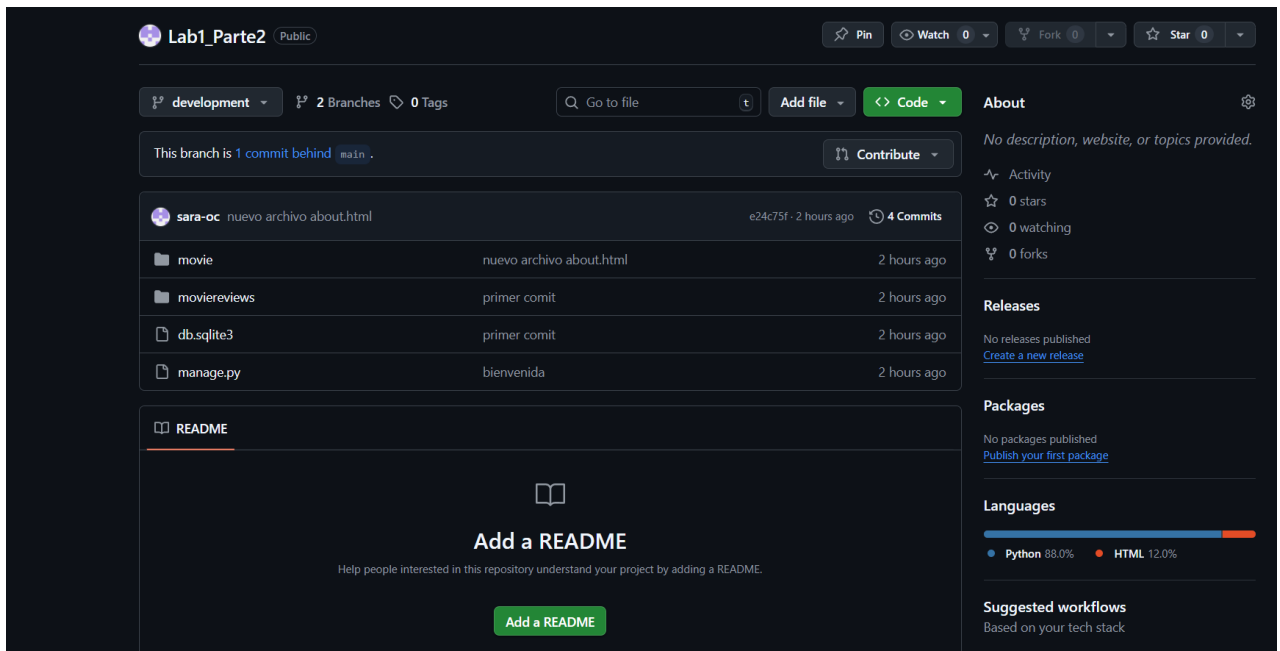 Lab1_Parte2 Public
Pin
Watch 0
Fork 0
Star 0
development
2 Branches
0 Tags
Go to file t
Add file
<> Code
This branch is 1 commit behind main .
Contribute
sara-oc nuevo archivo about.html e24c75f · 2 hours ago 4 Commits
movie nuevo archivo about.html 2 hours ago
moviereviews primer comit 2 hours ago
db.sqlite3 primer comit 2 hours ago
manage.py bienvenida 2 hours ago
README
Add a README
Help people interested in this repository understand your project by adding a README.
Add a README
About
No description, website, or topics provided.
Activity
0 stars
0 watching
0 forks
Releases
No releases published
Create a new release
Packages
No packages published
Publish your first package
Languages
Python 88.0% HTML 12.0%
Suggested workflows
Based on your tech stack